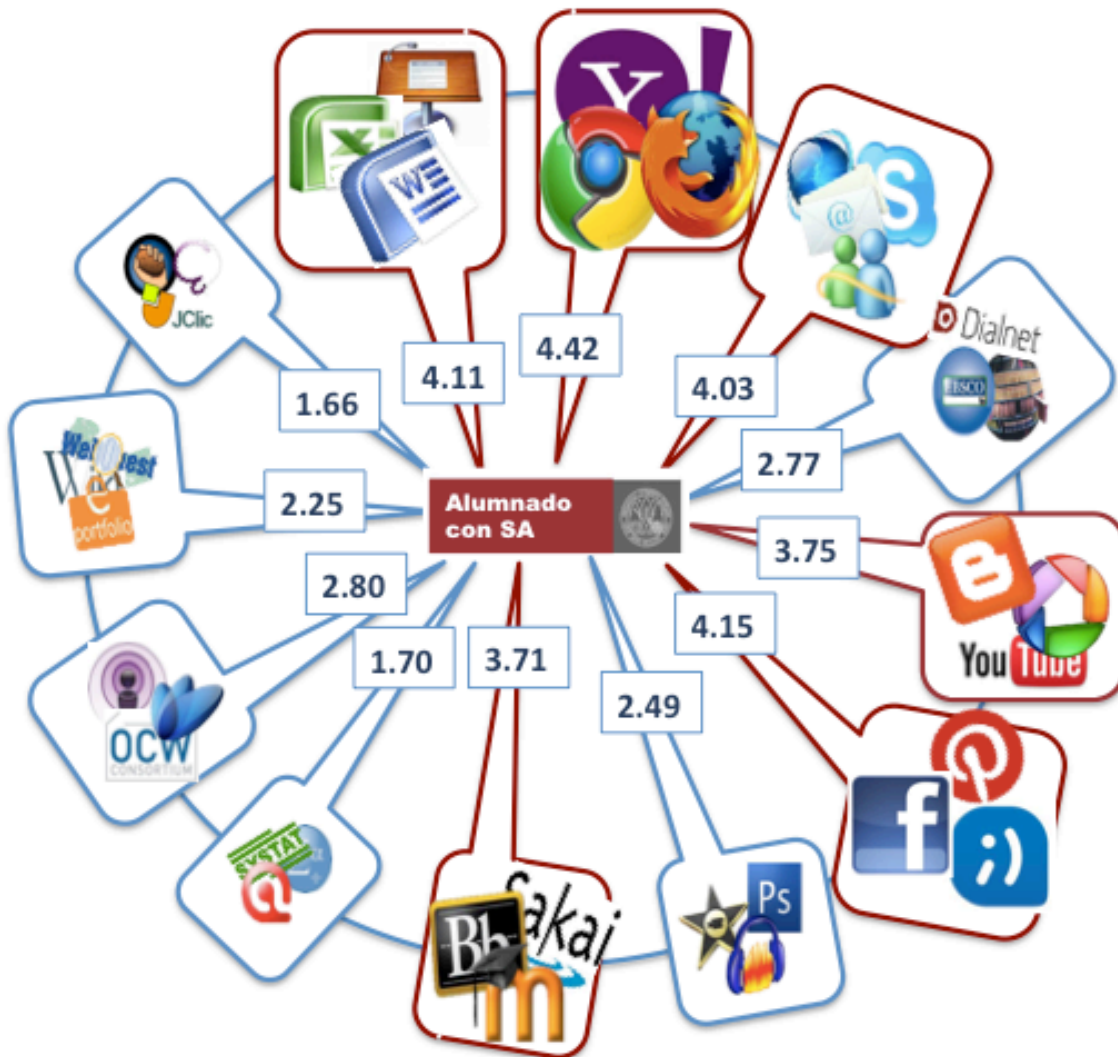 Y!
X
W
@
S
Dialnet
EBSCO
JClic
4.42
4.11
4.03
1.66
2.77
WebQuest
Wiki
e
portfolio
2.25
Alumnado
con SA
3.75
You Tube
2.80
4.15
1.70
3.71
2.49
OCW
CONSORTIUM
f
;)
SYSTAT
@
Bb
Sakai
m
Ps